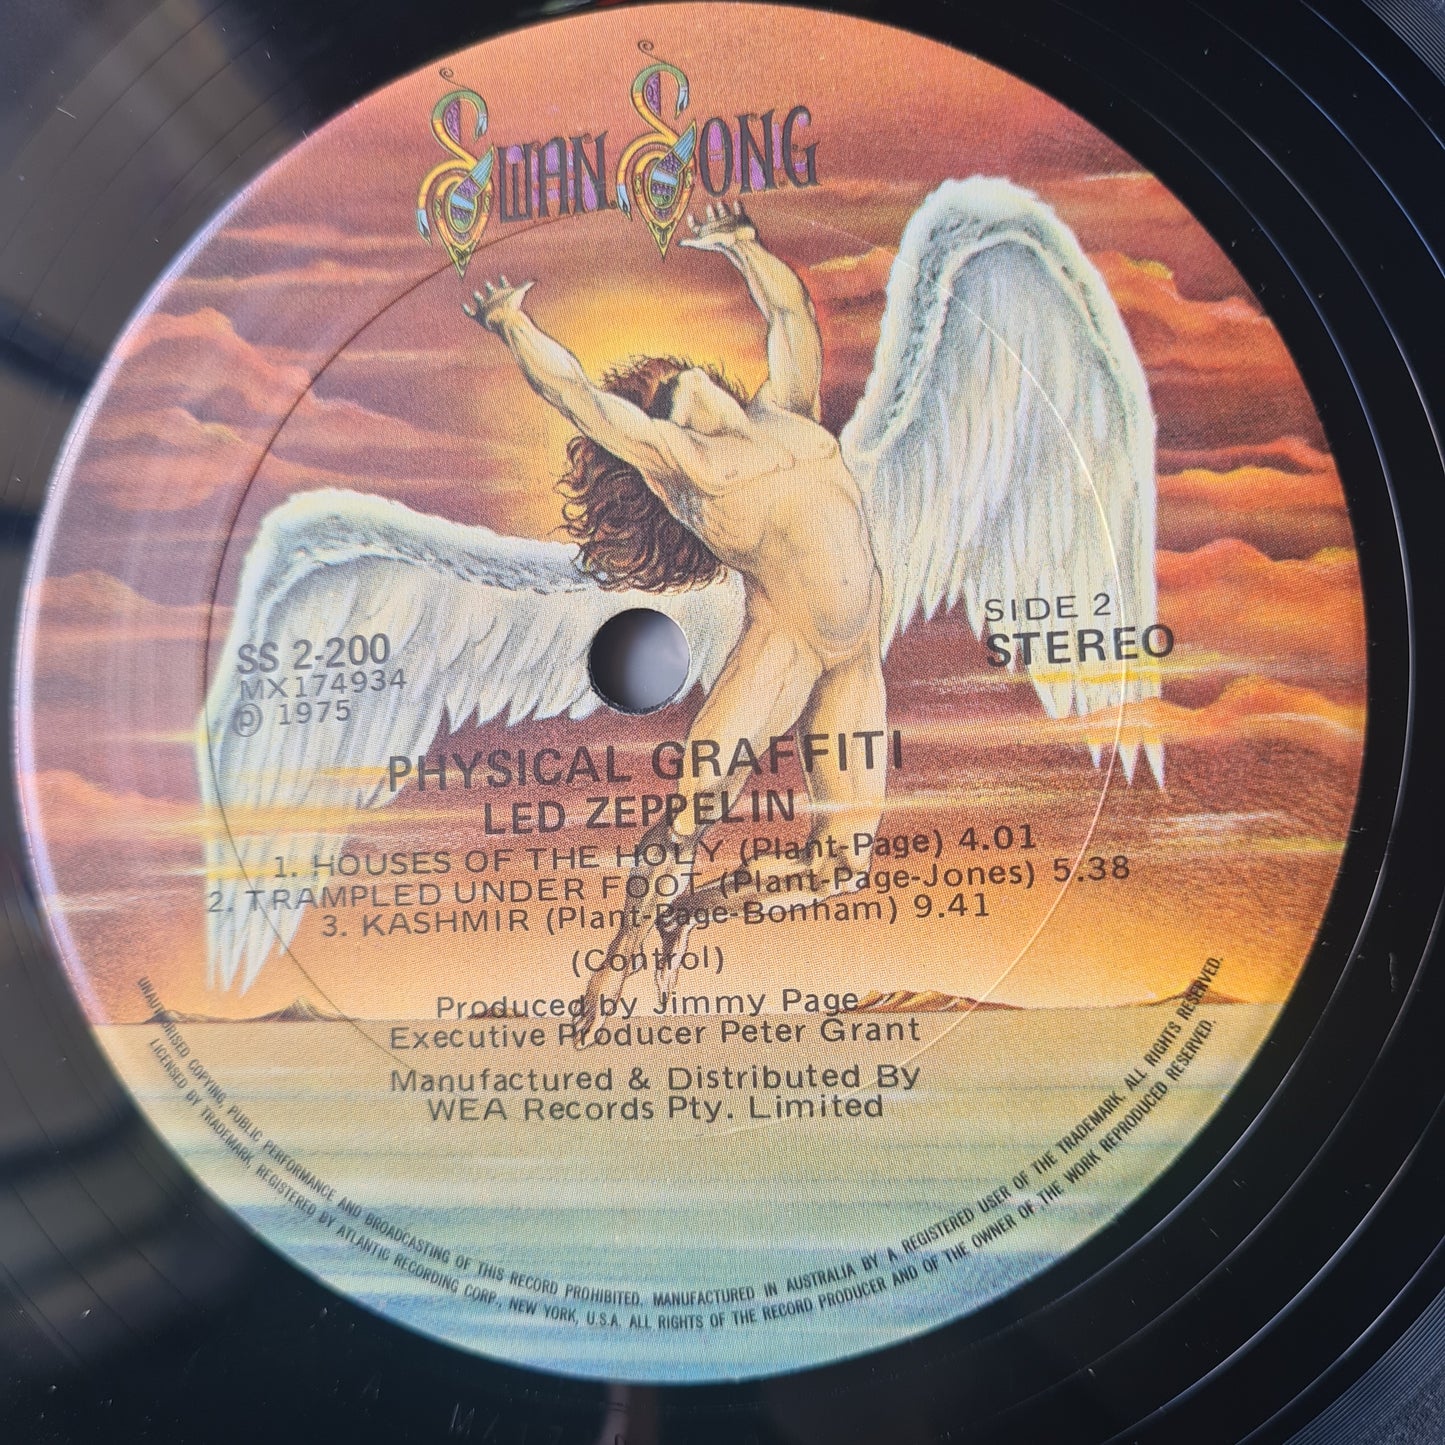 SWAN SONG
SIDE 2
STEREO
SS 2-200
MX174934
℗ 1975
PHYSICAL GRAFFITI
LED ZEPPELIN
1. HOUSES OF THE HOLY (Plant-Page) 4.01
2. TRAMPLED UNDER FOOT (Plant-Page-Jones) 5.38
3. KASHMIR (Plant-Page-Bonham) 9.41
(Control)
Produced by Jimmy Page
Executive Producer Peter Grant
Manufactured & Distributed By
WEA Records Pty. Limited
UNAUTHORISED COPYING, PUBLIC PERFORMANCE AND BROADCASTING OF THIS RECORD PROHIBITED. MANUFACTURED IN AUSTRALIA BY A REGISTERED USER OF THE TRADEMARK. ALL RIGHTS RESERVED.
LICENSED BY TRADEMARK, REGISTERED BY ATLANTIC RECORDING CORP., NEW YORK, U.S.A. ALL RIGHTS OF THE RECORD PRODUCER AND OF THE OWNER OF THE WORK REPRODUCED RESERVED.